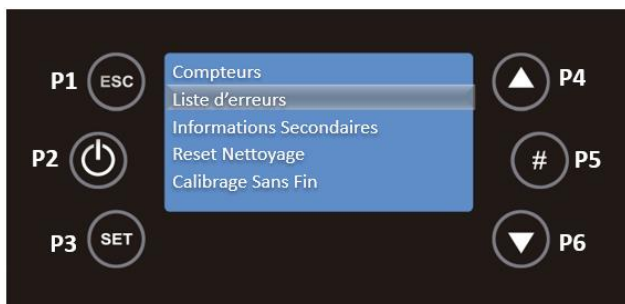 P1 ESC
P2
P3 SET
Compteurs
Liste d'erreurs
Informations Secondaires
Reset Nettoyage
Calibrage Sans Fin
P4
# P5
P6